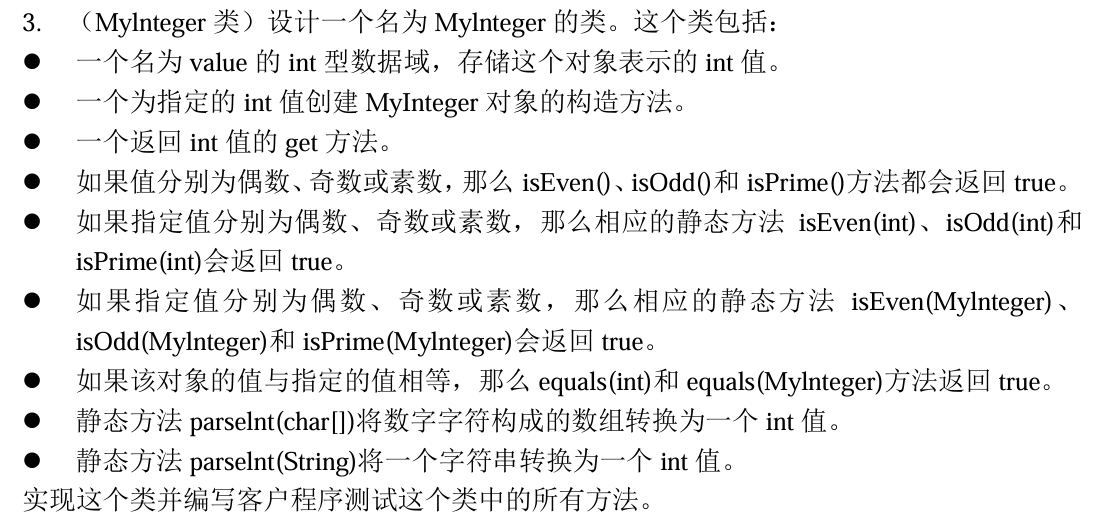 3. （Mylnteger 类）设计一个名为 Mylnteger 的类。这个类包括：
● 一个名为 value 的 int 型数据域，存储这个对象表示的 int 值。
● 一个为指定的 int 值创建 MyInteger 对象的构造方法。
● 一个返回 int 值的 get 方法。
● 如果值分别为偶数、奇数或素数，那么 isEven()、isOdd()和 isPrime()方法都会返回 true。
● 如果指定值分别为偶数、奇数或素数，那么相应的静态方法 isEven(int)、isOdd(int)和
isPrime(int)会返回 true。
● 如果指定值分别为偶数、奇数或素数，那么相应的静态方法 isEven(Mylnteger)、
isOdd(Mylnteger)和 isPrime(Mylnteger)会返回 true。
● 如果该对象的值与指定的值相等，那么 equals(int)和 equals(Mylnteger)方法返回 true。
● 静态方法 parselnt(char[])将数字字符构成的数组转换为一个 int 值。
● 静态方法 parselnt(String)将一个字符串转换为一个 int 值。
实现这个类并编写客户程序测试这个类中的所有方法。